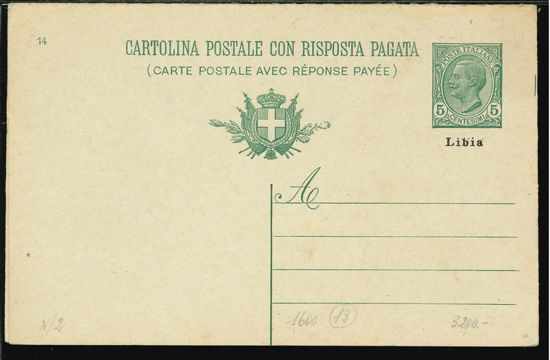 14
CARTOLINA POSTALE CON RISPOSTA PAGATA
(CARTE POSTALE AVEC RÉPONSE PAYÉE)
POSTE ITALIANE
5 5
CENTESIMI
Libia
A
N/2
1600 13 3200.-